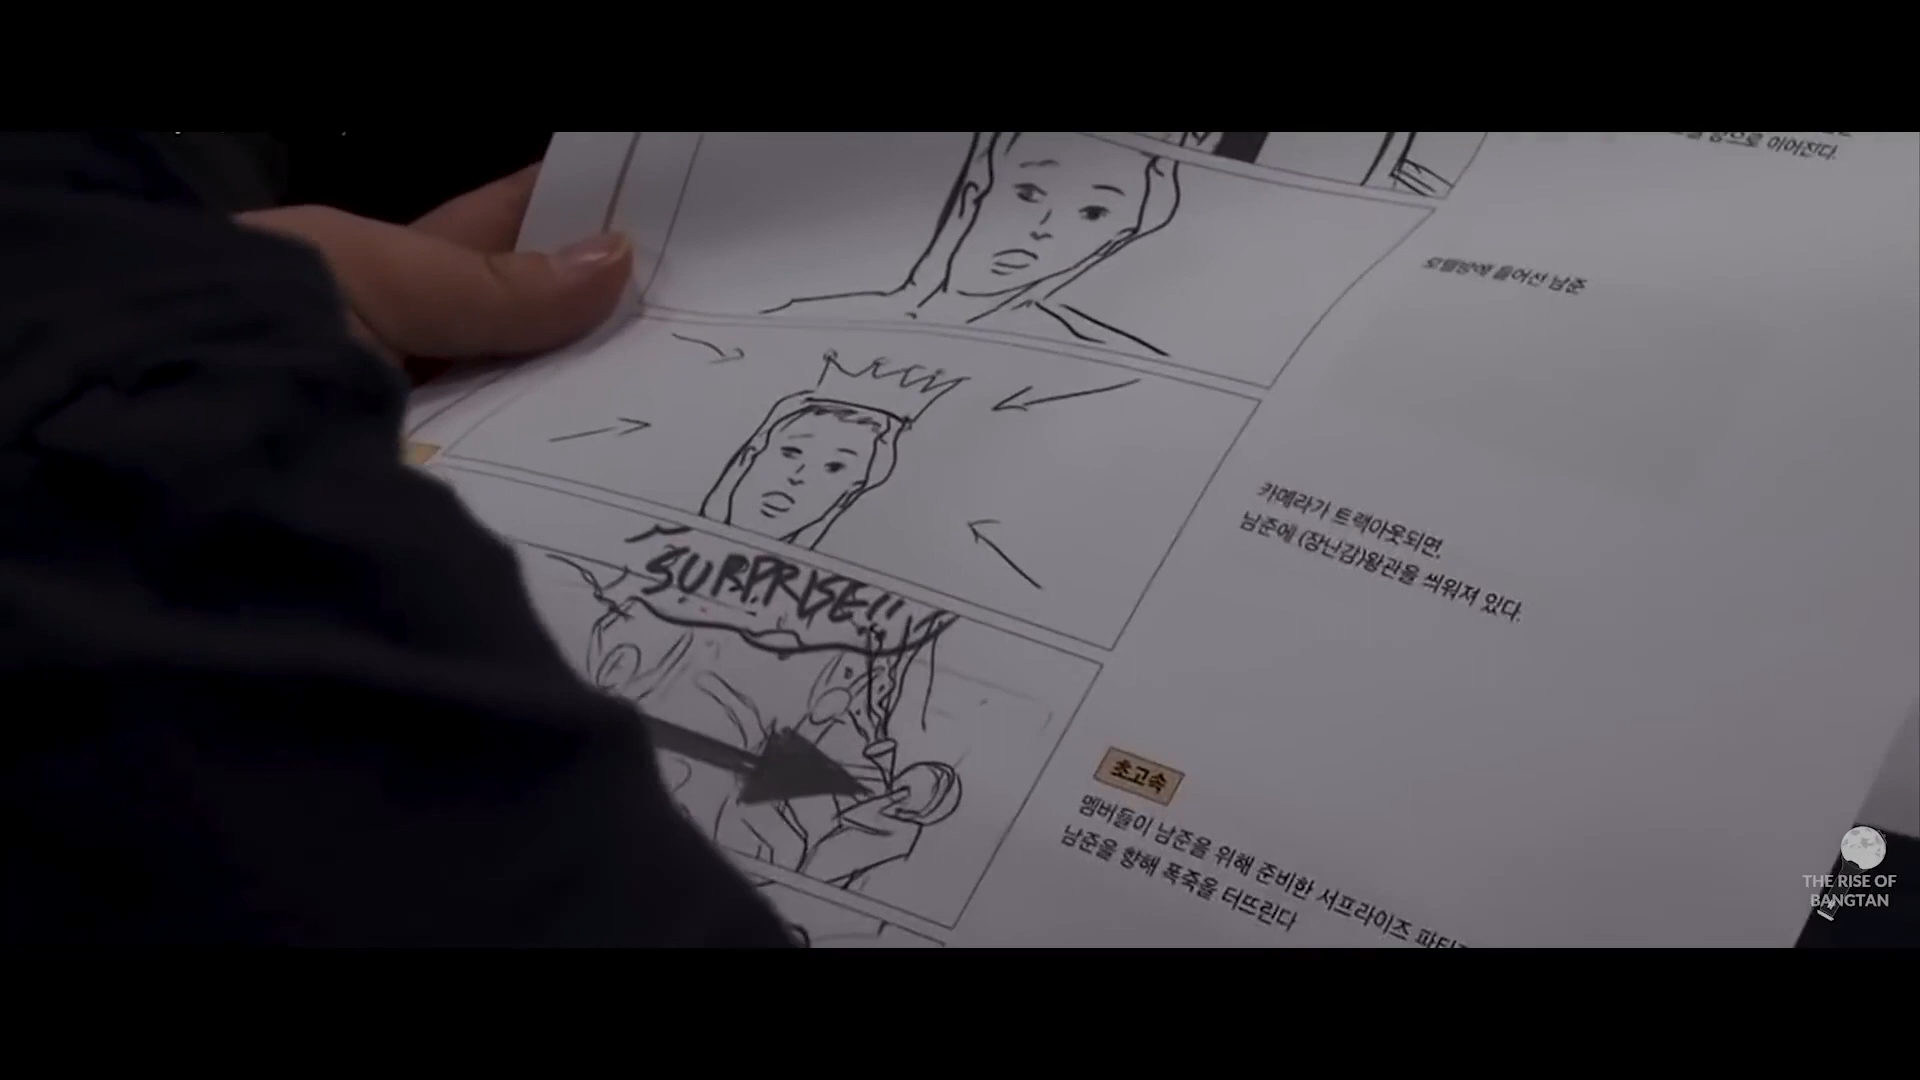 앞으로 이어진다.
모텔방에 들어선 남준
카메라가 트랙아웃되면,
남준에 (장난감)왕관을 씌워져 있다.
SURPRISE!!
초고속
멤버들이 남준을 위해 준비한 서프라이즈
남준을 향해 폭죽을 터뜨린다
THE RISE OF
BANGTAN